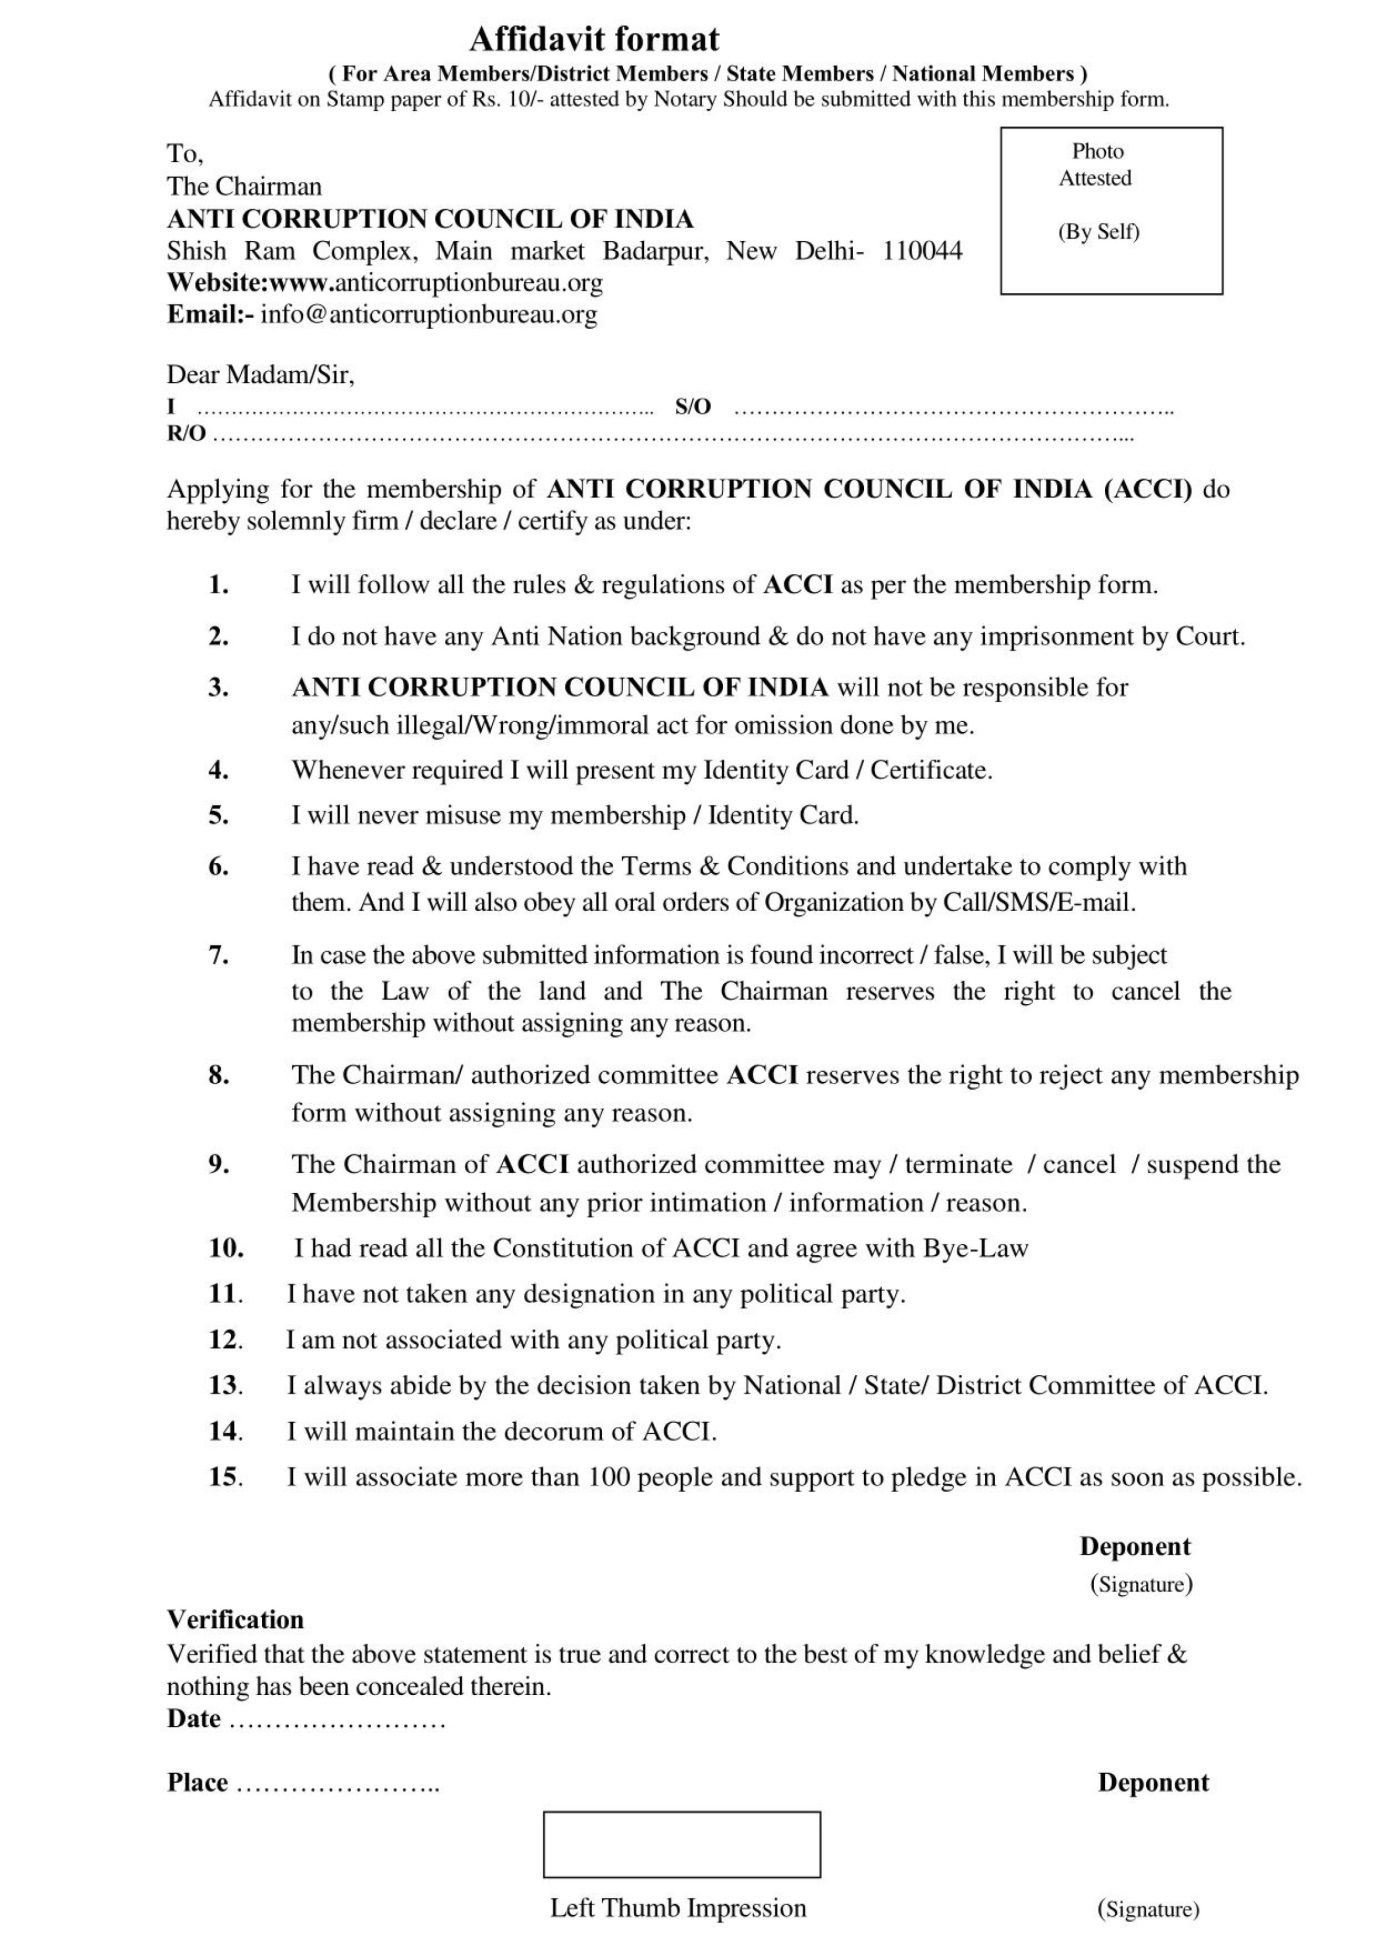 Affidavit format
( For Area Members/District Members / State Members / National Members )
Affidavit on Stamp paper of Rs. 10/- attested by Notary Should be submitted with this membership form.
To,
The Chairman
ANTI CORRUPTION COUNCIL OF INDIA
Shish Ram Complex, Main market Badarpur, New Delhi- 110044
Website:www.anticorruptionbureau.org
Email:- info@anticorruptionbureau.org
Photo
Attested
(By Self)
Dear Madam/Sir,
I ………………………………………………………….. S/O …………………………………………………..
R/O …………………………………………………………………………………………………………...
Applying for the membership of ANTI CORRUPTION COUNCIL OF INDIA (ACCI) do
hereby solemnly firm / declare / certify as under:
1. I will follow all the rules & regulations of ACCI as per the membership form.
2. I do not have any Anti Nation background & do not have any imprisonment by Court.
3. ANTI CORRUPTION COUNCIL OF INDIA will not be responsible for
any/such illegal/Wrong/immoral act for omission done by me.
4. Whenever required I will present my Identity Card / Certificate.
5. I will never misuse my membership / Identity Card.
6. I have read & understood the Terms & Conditions and undertake to comply with
them. And I will also obey all oral orders of Organization by Call/SMS/E-mail.
7. In case the above submitted information is found incorrect / false, I will be subject
to the Law of the land and The Chairman reserves the right to cancel the
membership without assigning any reason.
8. The Chairman/ authorized committee ACCI reserves the right to reject any membership
form without assigning any reason.
9. The Chairman of ACCI authorized committee may / terminate / cancel / suspend the
Membership without any prior intimation / information / reason.
10. I had read all the Constitution of ACCI and agree with Bye-Law
11. I have not taken any designation in any political party.
12. I am not associated with any political party.
13. I always abide by the decision taken by National / State/ District Committee of ACCI.
14. I will maintain the decorum of ACCI.
15. I will associate more than 100 people and support to pledge in ACCI as soon as possible.
Deponent
(Signature)
Verification
Verified that the above statement is true and correct to the best of my knowledge and belief &
nothing has been concealed therein.
Date ……………………
Place …………………..
Deponent
Left Thumb Impression
(Signature)